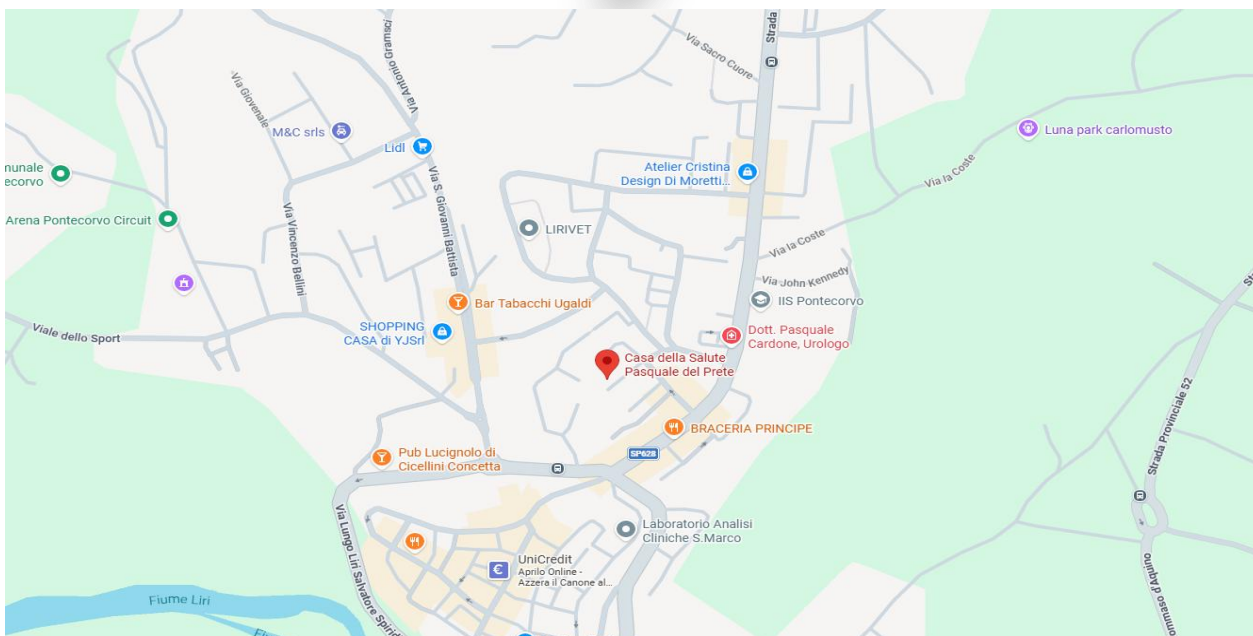 Strada
Via Sacro Cuore
Via Antonio Gramsci
Via Giovenale
M&C srls
Lidl
Luna park carlomusto
Atelier Cristina
Design Di Moretti...
Via la Coste
munale
ecorvo
Arena Pontecorvo Circuit
Via S. Giovanni Battista
Via Vincenzo Bellini
LIRIVET
Via la Coste
Via John Kennedy
IIS Pontecorvo
Bar Tabacchi Ugaldi
SHOPPING
CASA di YJSrl
Viale dello Sport
Dott. Pasquale
Cardone, Urologo
Casa della Salute
Pasquale del Prete
BRACERIA PRINCIPE
SP628
Strada Provinciale 52
Pub Lucignolo di
Cicellini Concetta
Laboratorio Analisi
Cliniche S.Marco
Via Lungo Liri Salvatore Spirid
UniCredit
Aprilo Online -
Azzera il Canone al...
Fiume Liri
ommaso d'Aquino